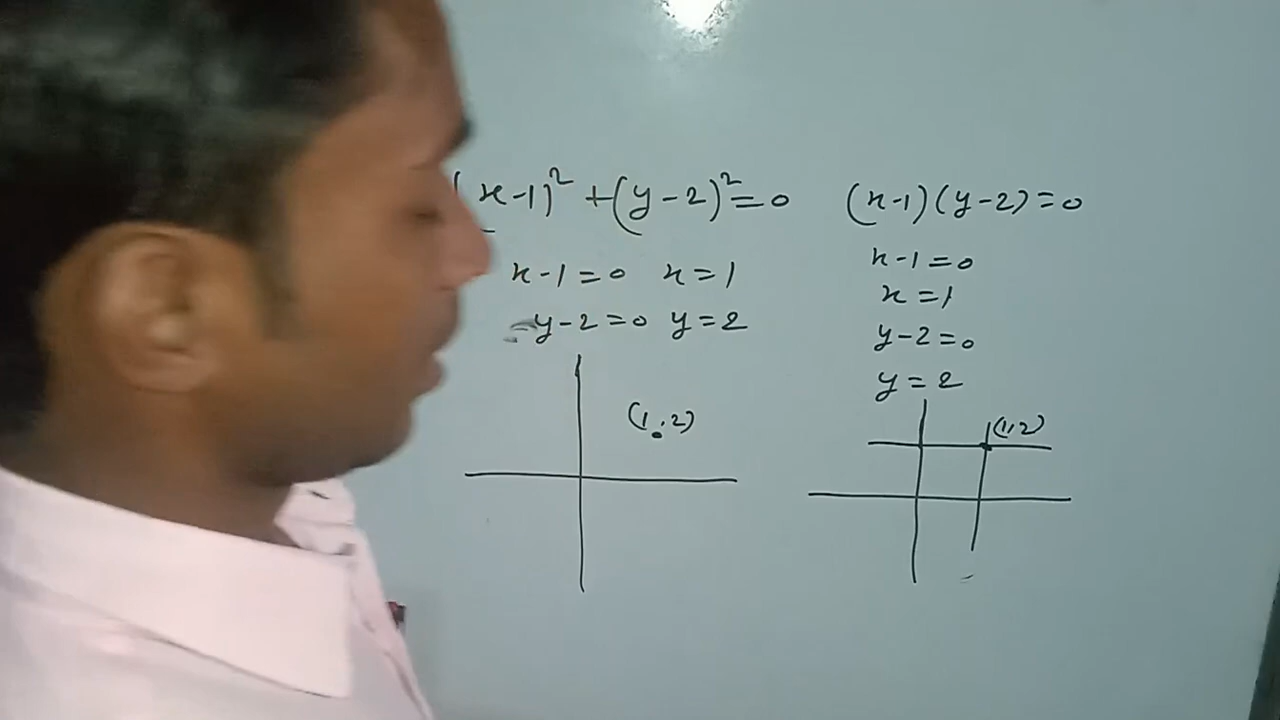 (x-1)² + (y-2)² = 0
x-1=0 x=1
y-2=0 y=2
(1,2)
(x-1)(y-2)=0
x-1=0
x=1
y-2=0
y=2
(1,2)